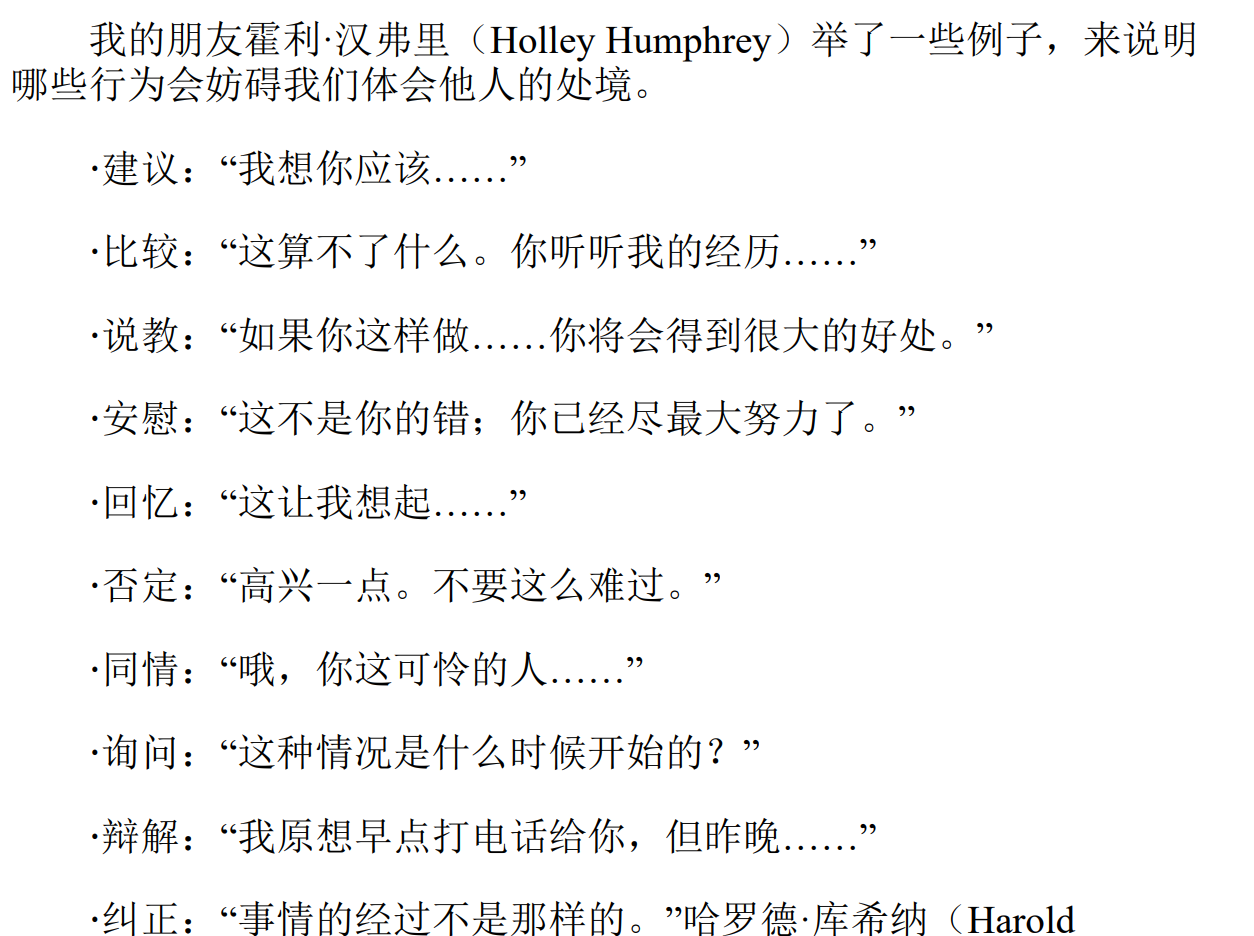 我的朋友霍利·汉弗里（Holley Humphrey）举了一些例子，来说明
哪些行为会妨碍我们体会他人的处境。
·建议：“我想你应该……”
·比较：“这算不了什么。你听听我的经历……”
·说教：“如果你这样做……你将会得到很大的好处。”
·安慰：“这不是你的错；你已经尽最大努力了。”
·回忆：“这让我想起……”
·否定：“高兴一点。不要这么难过。”
·同情：“哦，你这可怜的人……”
·询问：“这种情况是什么时候开始的？”
·辩解：“我原想早点打电话给你，但昨晚……”
·纠正：“事情的经过不是那样的。”哈罗德·库希纳（Harold